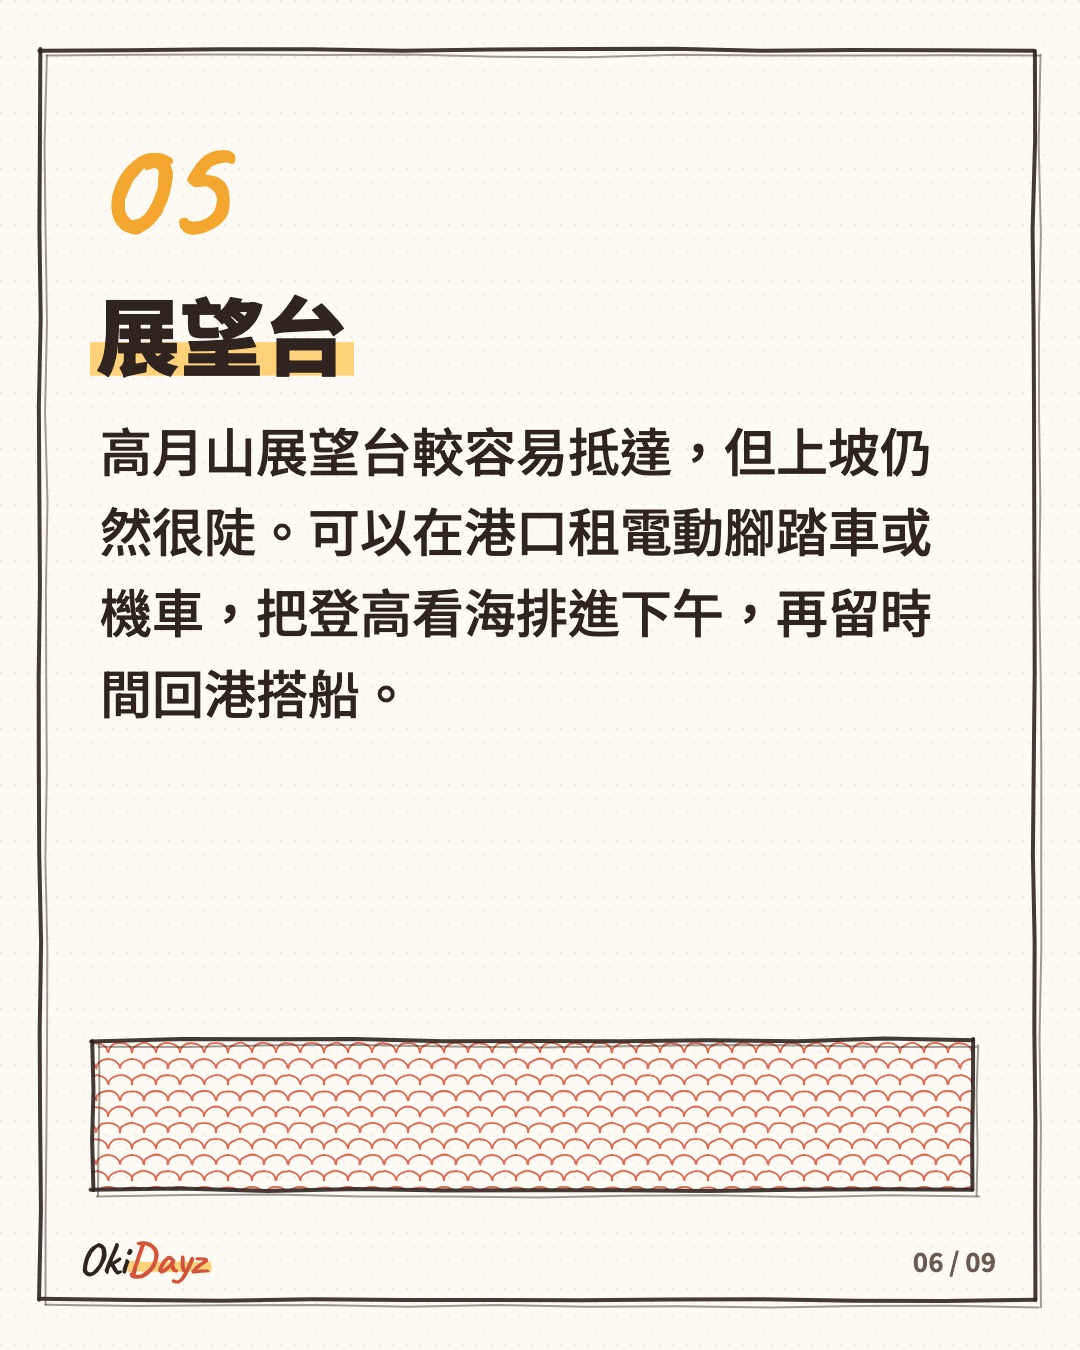 05
展望台
高月山展望台較容易抵達，但上坡仍
然很陡。可以在港口租電動腳踏車或
機車，把登高看海排進下午，再留時
間回港搭船。
OkiDayz
06 / 09